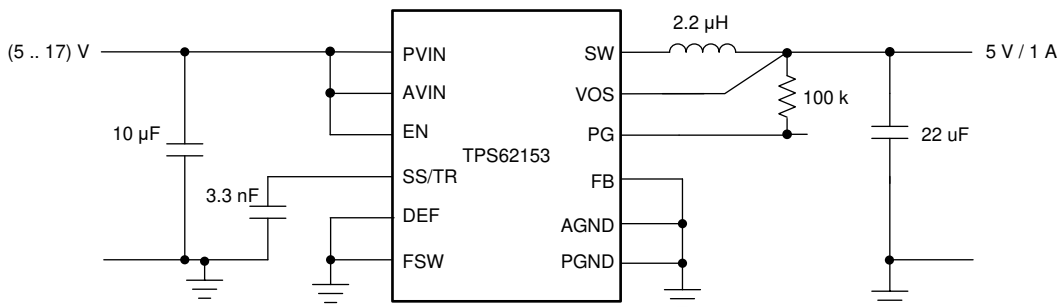 2.2 µH
(5 .. 17) V
PVIN
SW
5 V / 1 A
AVIN
VOS
100 k
10 µF
EN
PG
22 uF
TPS62153
3.3 nF
SS/TR
FB
DEF
AGND
FSW
PGND